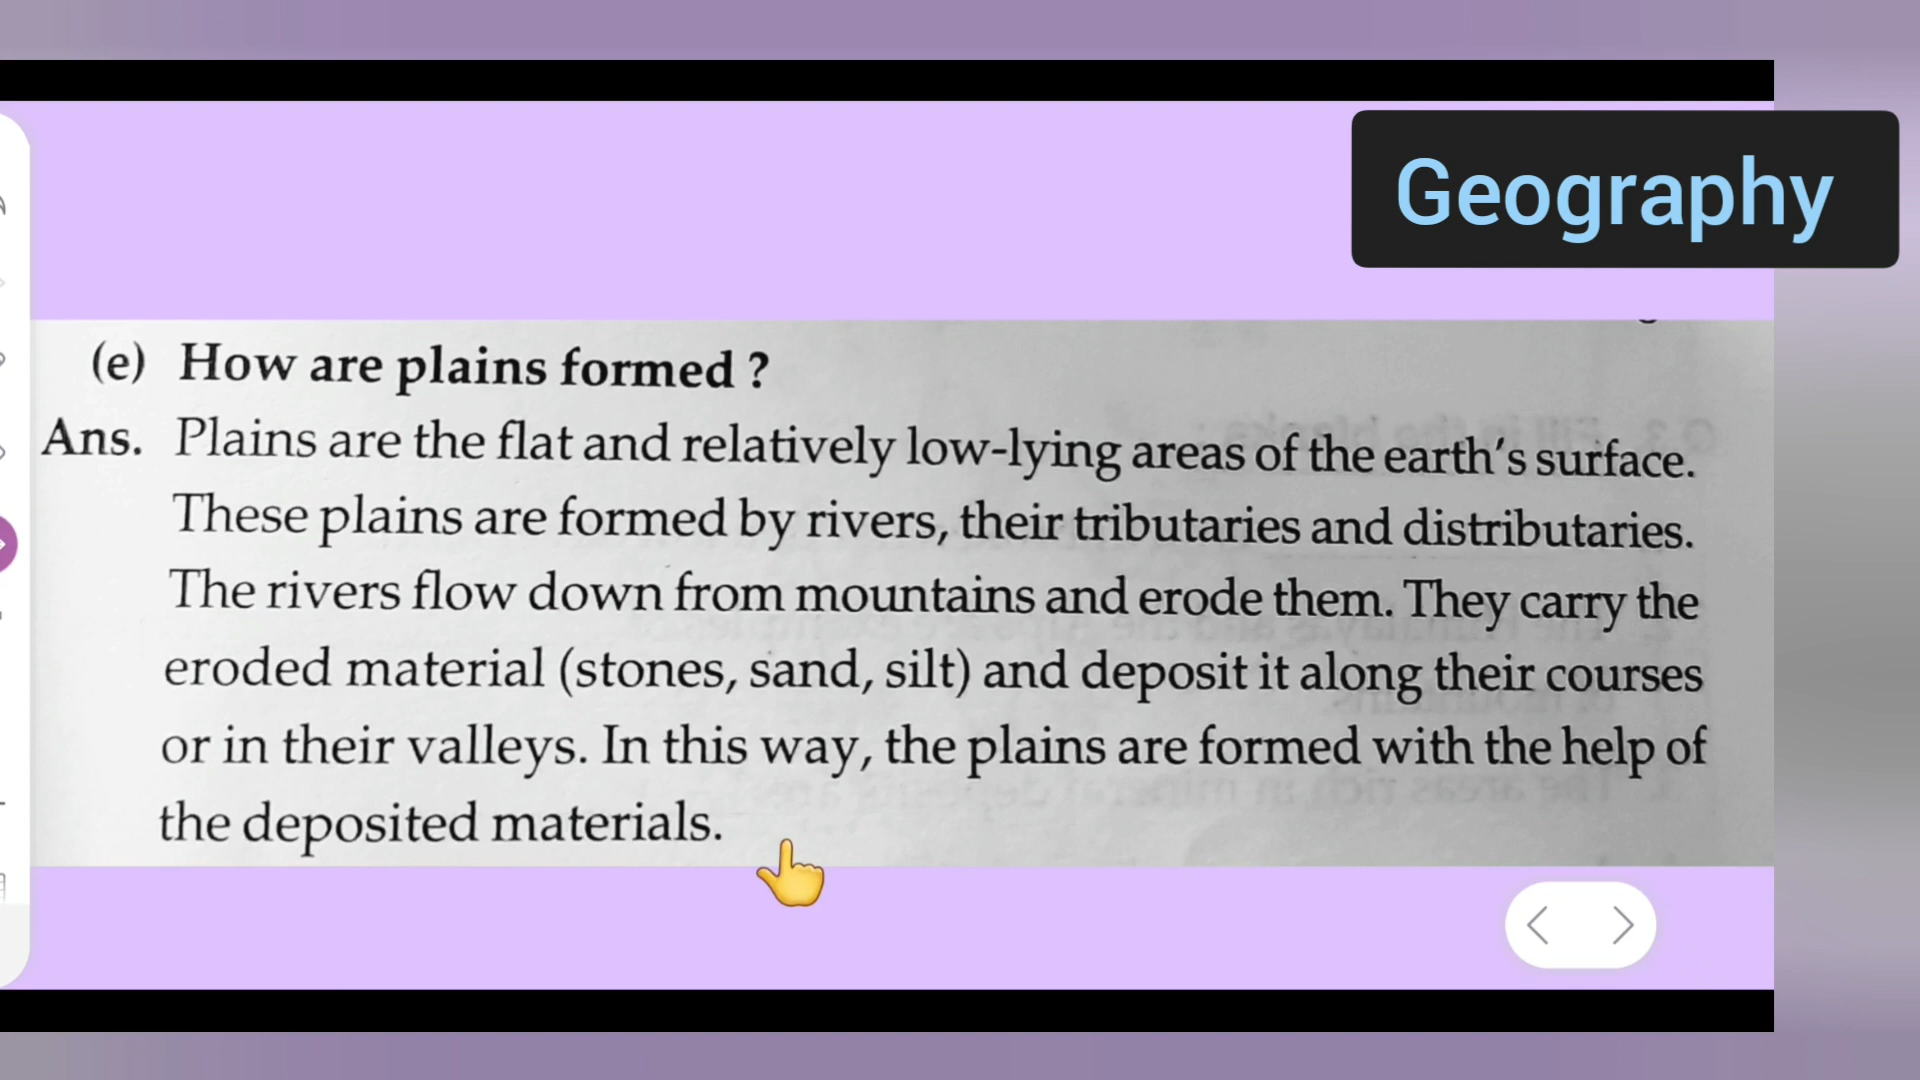 Geography
(e) How are plains formed ?
Ans. Plains are the flat and relatively low-lying areas of the earth's surface.
These plains are formed by rivers, their tributaries and distributaries.
The rivers flow down from mountains and erode them. They carry the
eroded material (stones, sand, silt) and deposit it along their courses
or in their valleys. In this way, the plains are formed with the help of
the deposited materials.